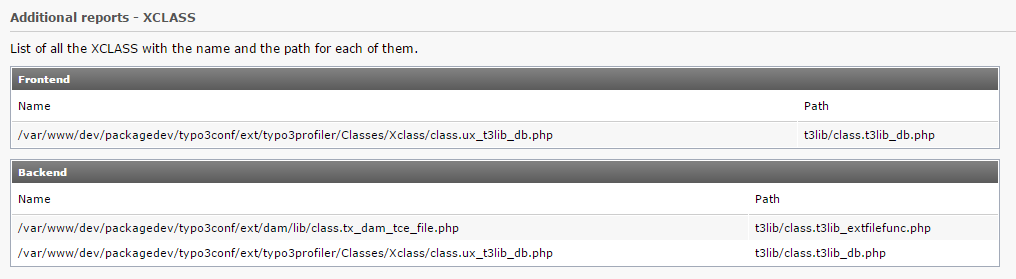 Additional reports - XCLASS
List of all the XCLASS with the name and the path for each of them.
Frontend
Name Path
/var/www/dev/packagedev/typo3conf/ext/typo3profiler/Classes/Xclass/class.ux_t3lib_db.php t3lib/class.t3lib_db.php
Backend
Name Path
/var/www/dev/packagedev/typo3conf/ext/dam/lib/class.tx_dam_tce_file.php t3lib/class.t3lib_extfilefunc.php
/var/www/dev/packagedev/typo3conf/ext/typo3profiler/Classes/Xclass/class.ux_t3lib_db.php t3lib/class.t3lib_db.php